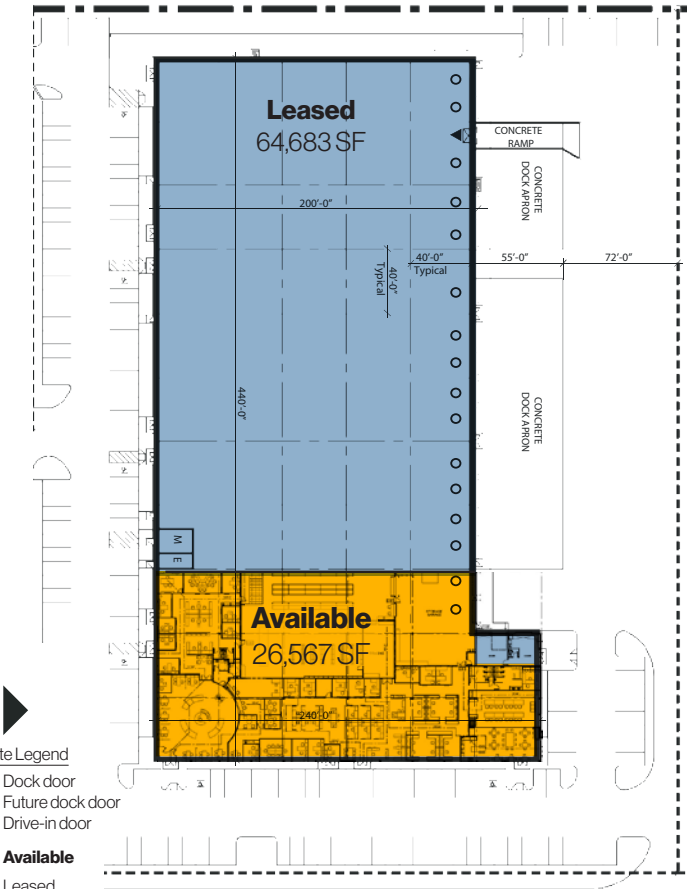 Leased
64,683 SF
CONCRETE
RAMP
CONCRETE
DOCK APRON
200'-0"
40'-0"
Typical
55'-0"
72'-0"
40'-0"
Typical
440'-0"
CONCRETE
DOCK APRON
M
E
Available
26,567 SF
240'-0"
te Legend
Dock door
Future dock door
Drive-in door
Available
Leased